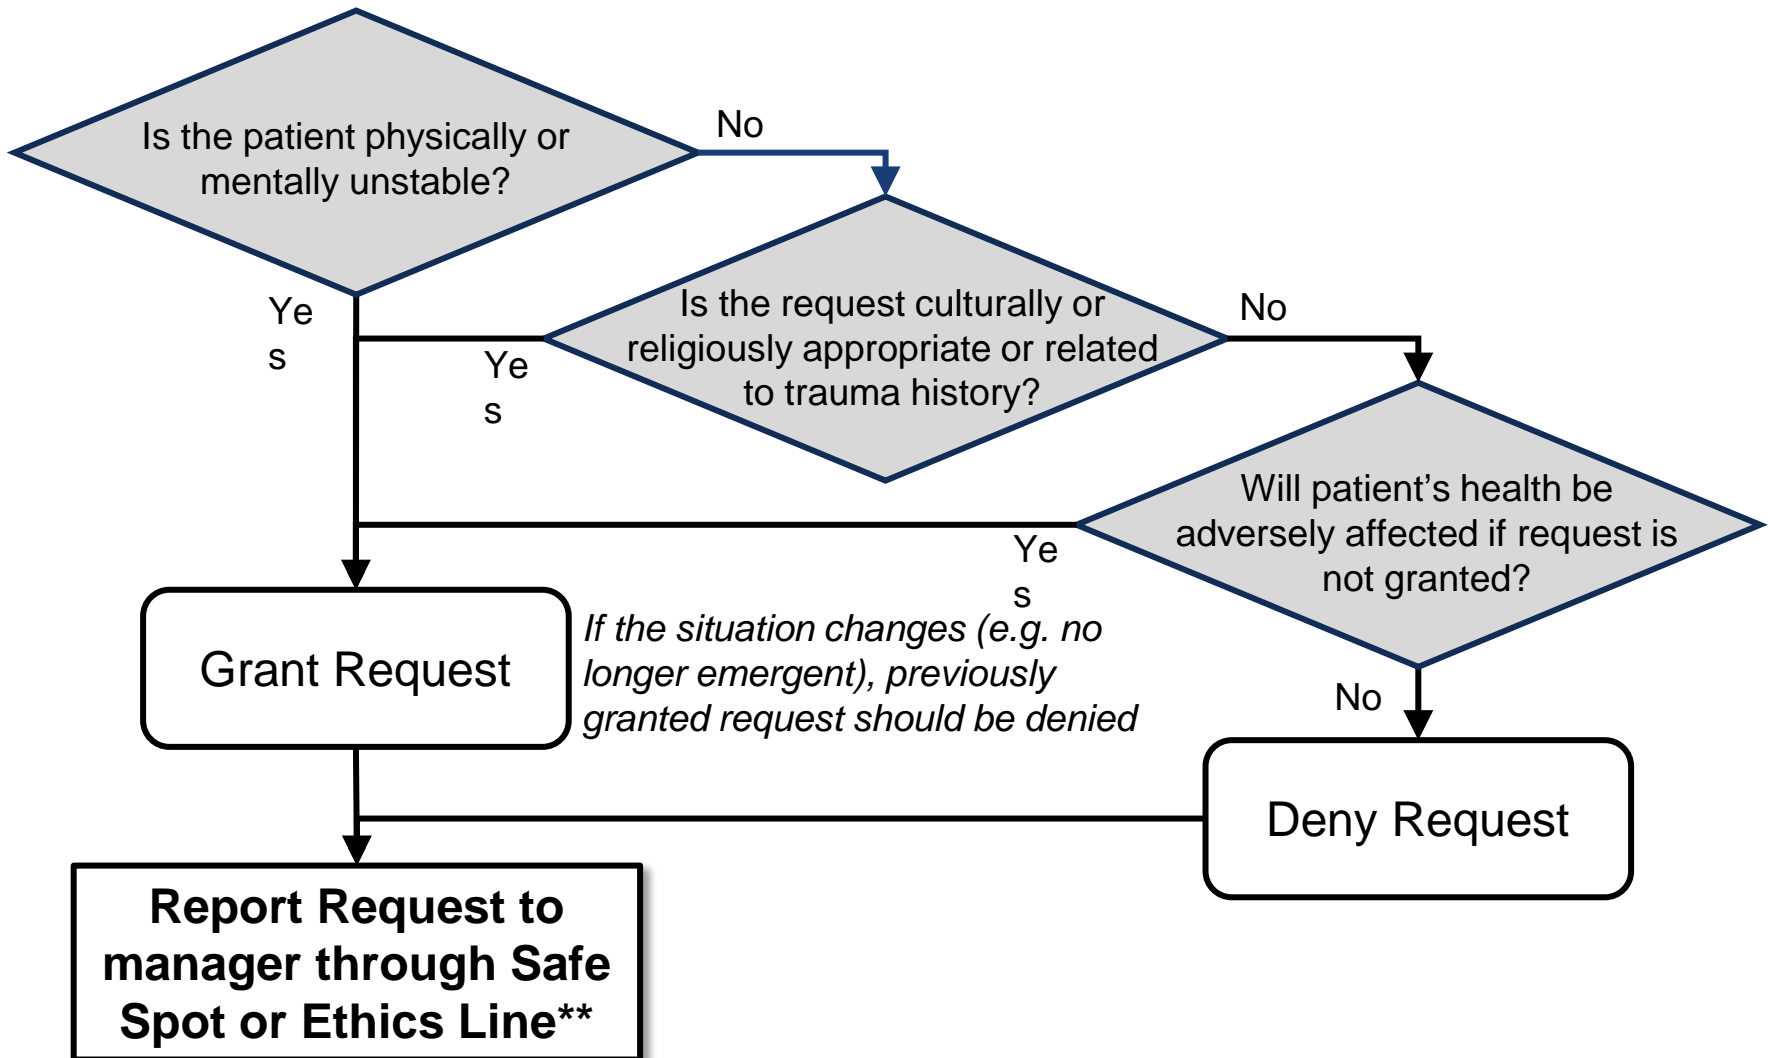 No
Is the patient physically or
mentally unstable?
Ye
s
Is the request culturally or
religiously appropriate or related
to trauma history?
No
Ye
s
Will patient’s health be
adversely affected if request is
not granted?
Ye
s
Grant Request
If the situation changes (e.g. no
longer emergent), previously
granted request should be denied
No
Deny Request
Report Request to
manager through Safe
Spot or Ethics Line**